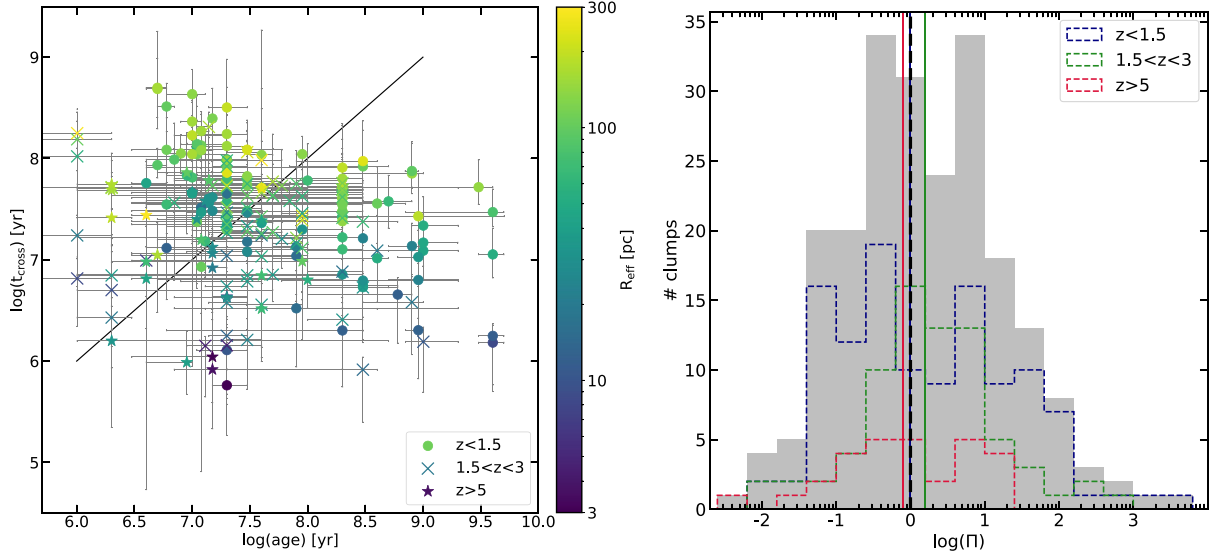 9
8
7
6
5
log(t_cross) [yr]
6.0 6.5 7.0 7.5 8.0 8.5 9.0 9.5 10.0
log(age) [yr]
z<1.5
1.5<z<3
z>5
300
100
10
3
R_eff [pc]
35
30
25
20
15
10
5
0
# clumps
-2 -1 0 1 2 3
log(Π)
z<1.5
1.5<z<3
z>5